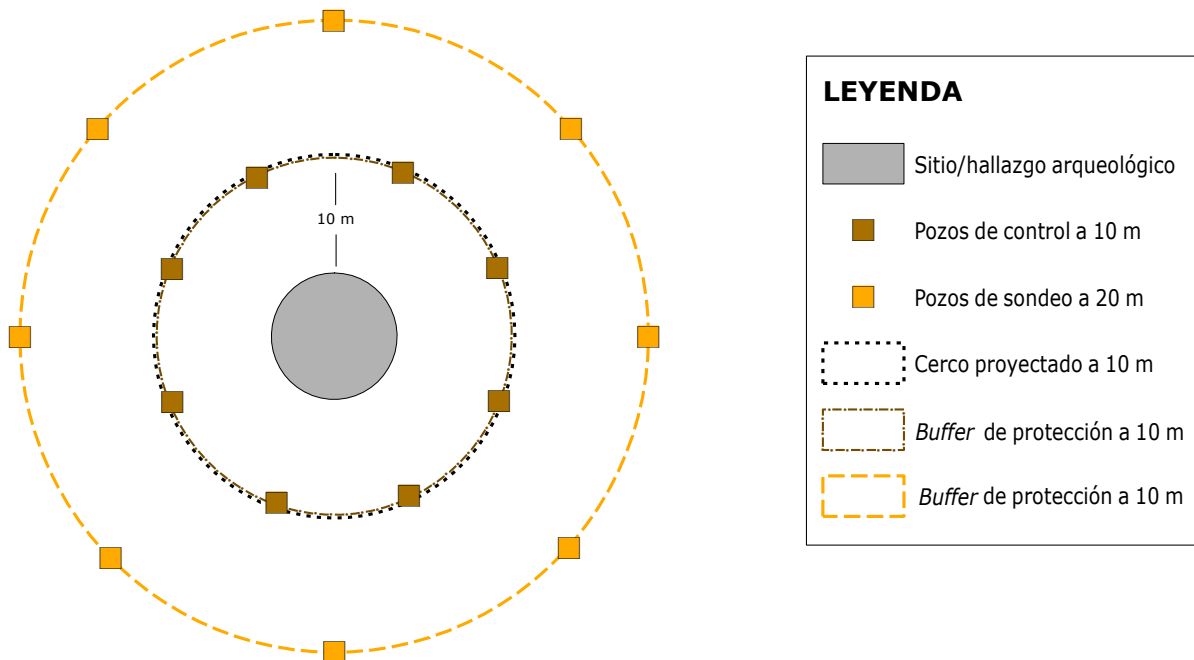 10 m
LEYENDA
Sitio/hallazgo arqueológico
Pozos de control a 10 m
Pozos de sondeo a 20 m
Cerco proyectado a 10 m
Buffer de protección a 10 m
Buffer de protección a 10 m